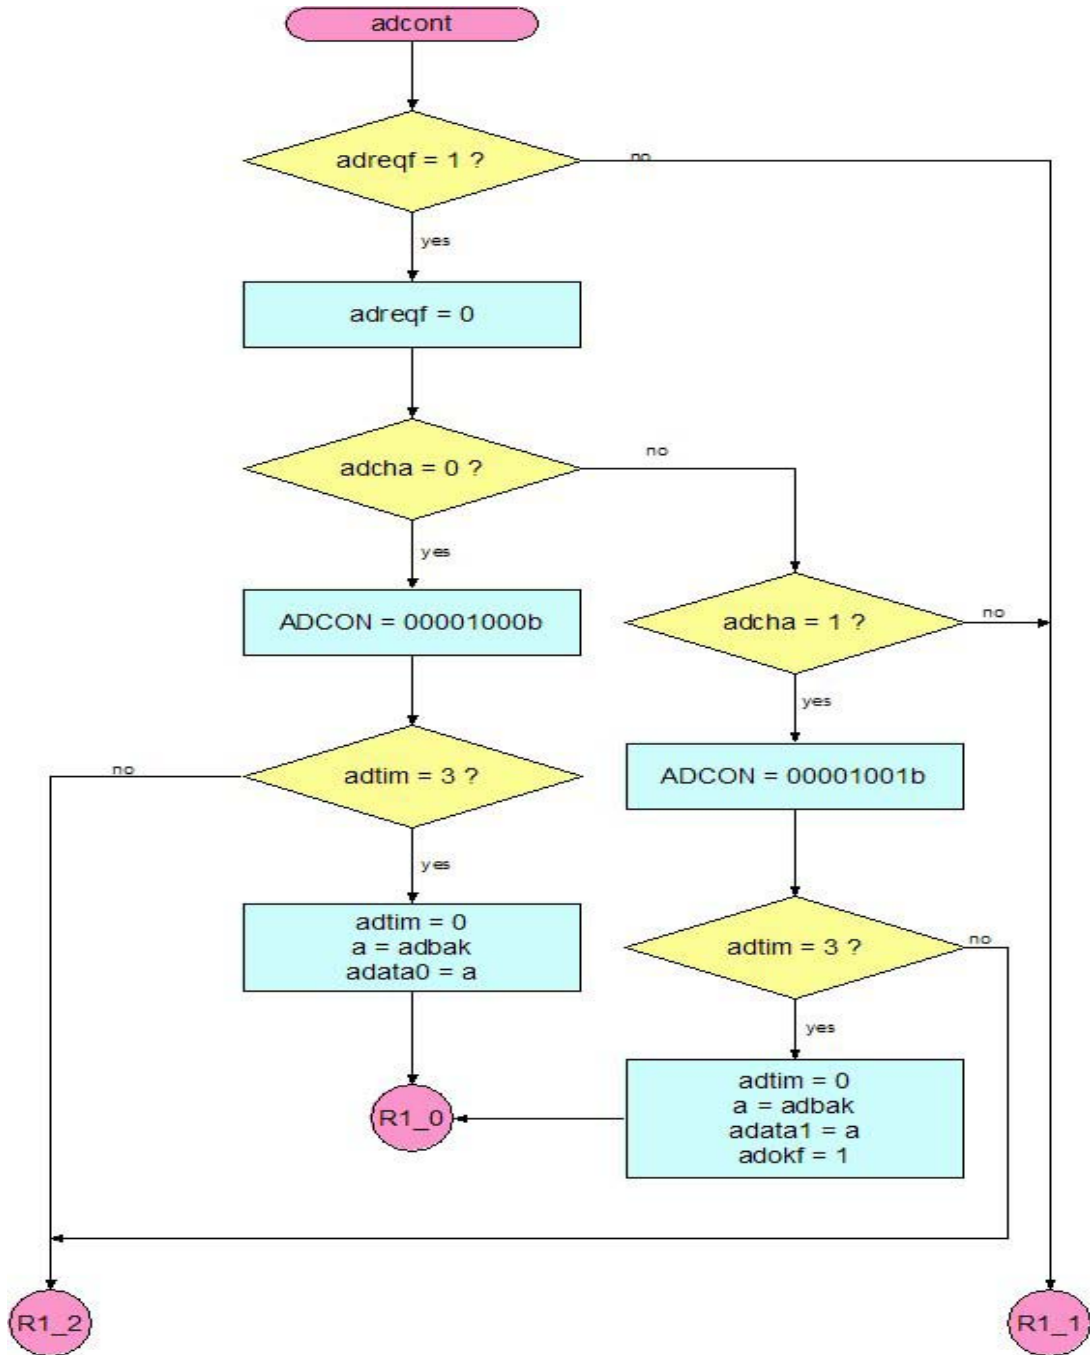 adcont
adreqf = 1 ?
no
yes
adreqf = 0
adcha = 0 ?
no
yes
ADCON = 00001000b
adcha = 1 ?
no
yes
adtim = 3 ?
no
ADCON = 00001001b
yes
adtim = 0
a = adbak
adata0 = a
adtim = 3 ?
no
yes
R1_0
adtim = 0
a = adbak
adata1 = a
adokf = 1
R1_2
R1_1